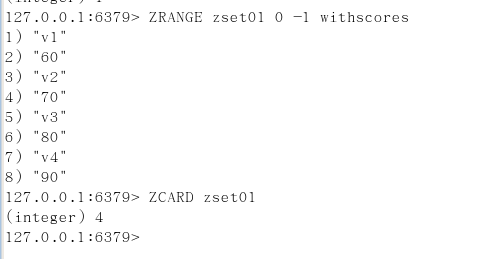 127.0.0.1:6379> ZRANGE zset01 0 -1 withscores
1) "v1"
2) "60"
3) "v2"
4) "70"
5) "v3"
6) "80"
7) "v4"
8) "90"
127.0.0.1:6379> ZCARD zset01
(integer) 4
127.0.0.1:6379>